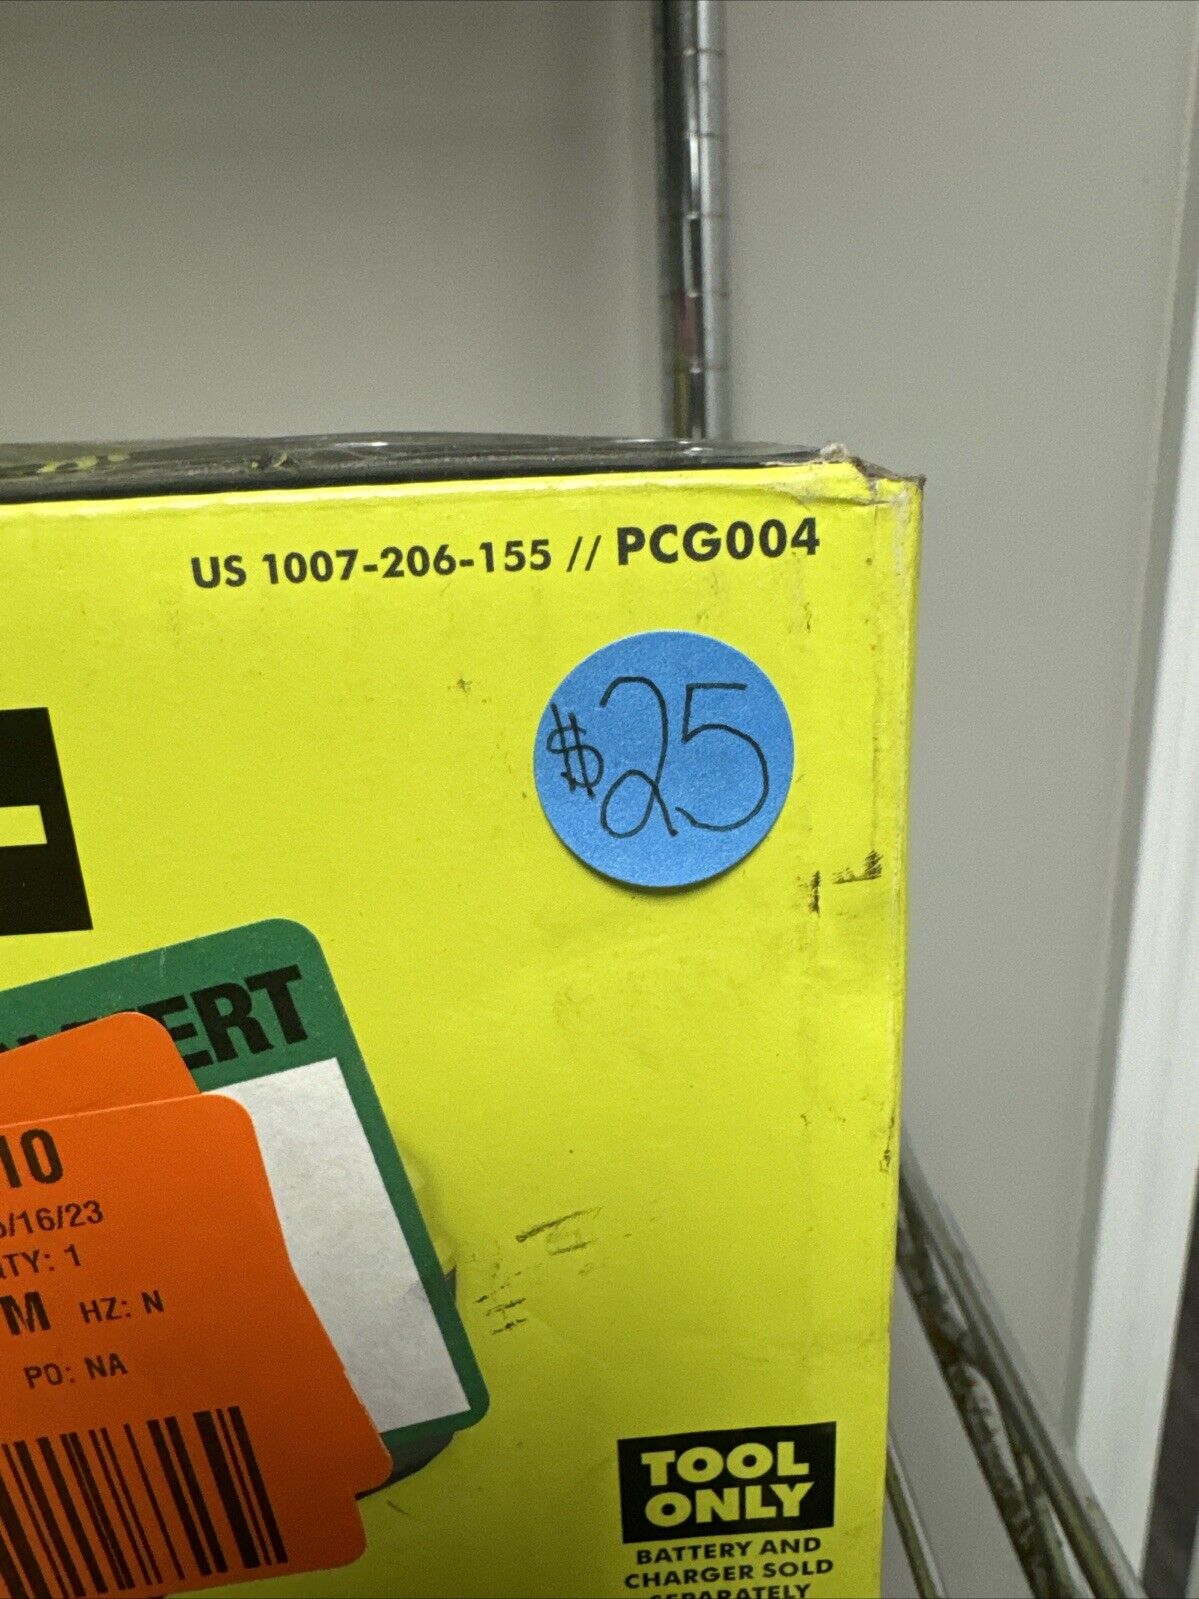 US 1007-206-155 // PCG004
$25
ERT
10
/16/23
TY: 1
M HZ: N
PO: NA
TOOL
ONLY
BATTERY AND
CHARGER SOLD
SEPARATELY